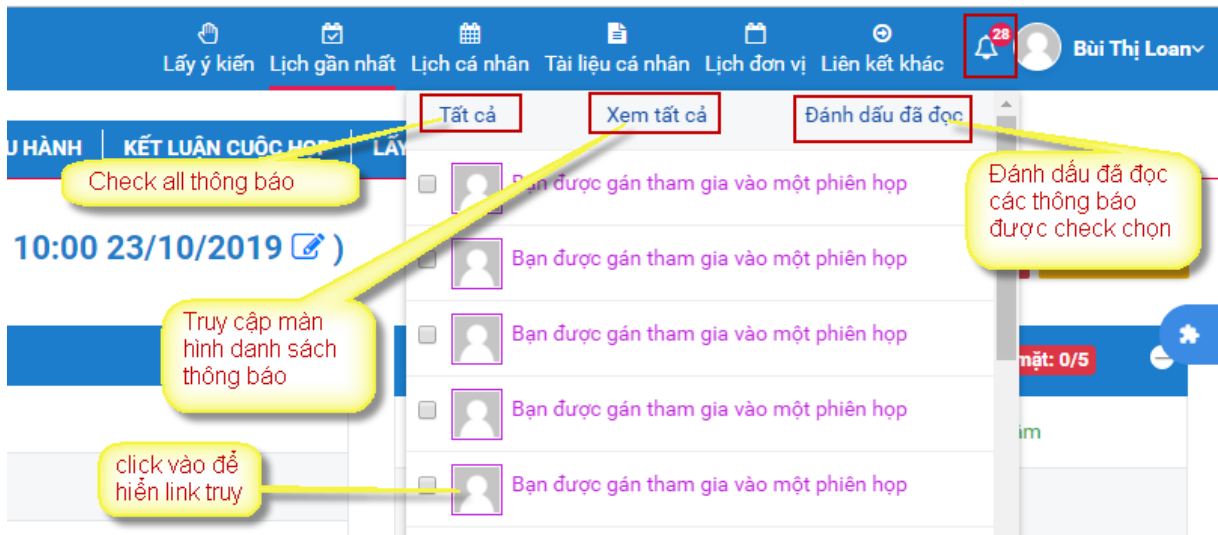 28
Bùi Thị Loan
Lấy ý kiến Lịch gần nhất Lịch cá nhân Tài liệu cá nhân Lịch đơn vị Liên kết khác
Tất cả Xem tất cả Đánh dấu đã đọc
HÀNH KẾT LUẬN CUỘC HỌP
Check all thông báo
Bạn được gán tham gia vào một phiên họp
Đánh dấu đã đọc
các thông báo
được check chọn
10:00 23/10/2019 )
Bạn được gán tham gia vào một phiên họp
Truy cập màn
hình danh sách
thông báo
Bạn được gán tham gia vào một phiên họp
mặt: 0/5
Bạn được gán tham gia vào một phiên họp
click vào để
hiển link truy
Bạn được gán tham gia vào một phiên họp